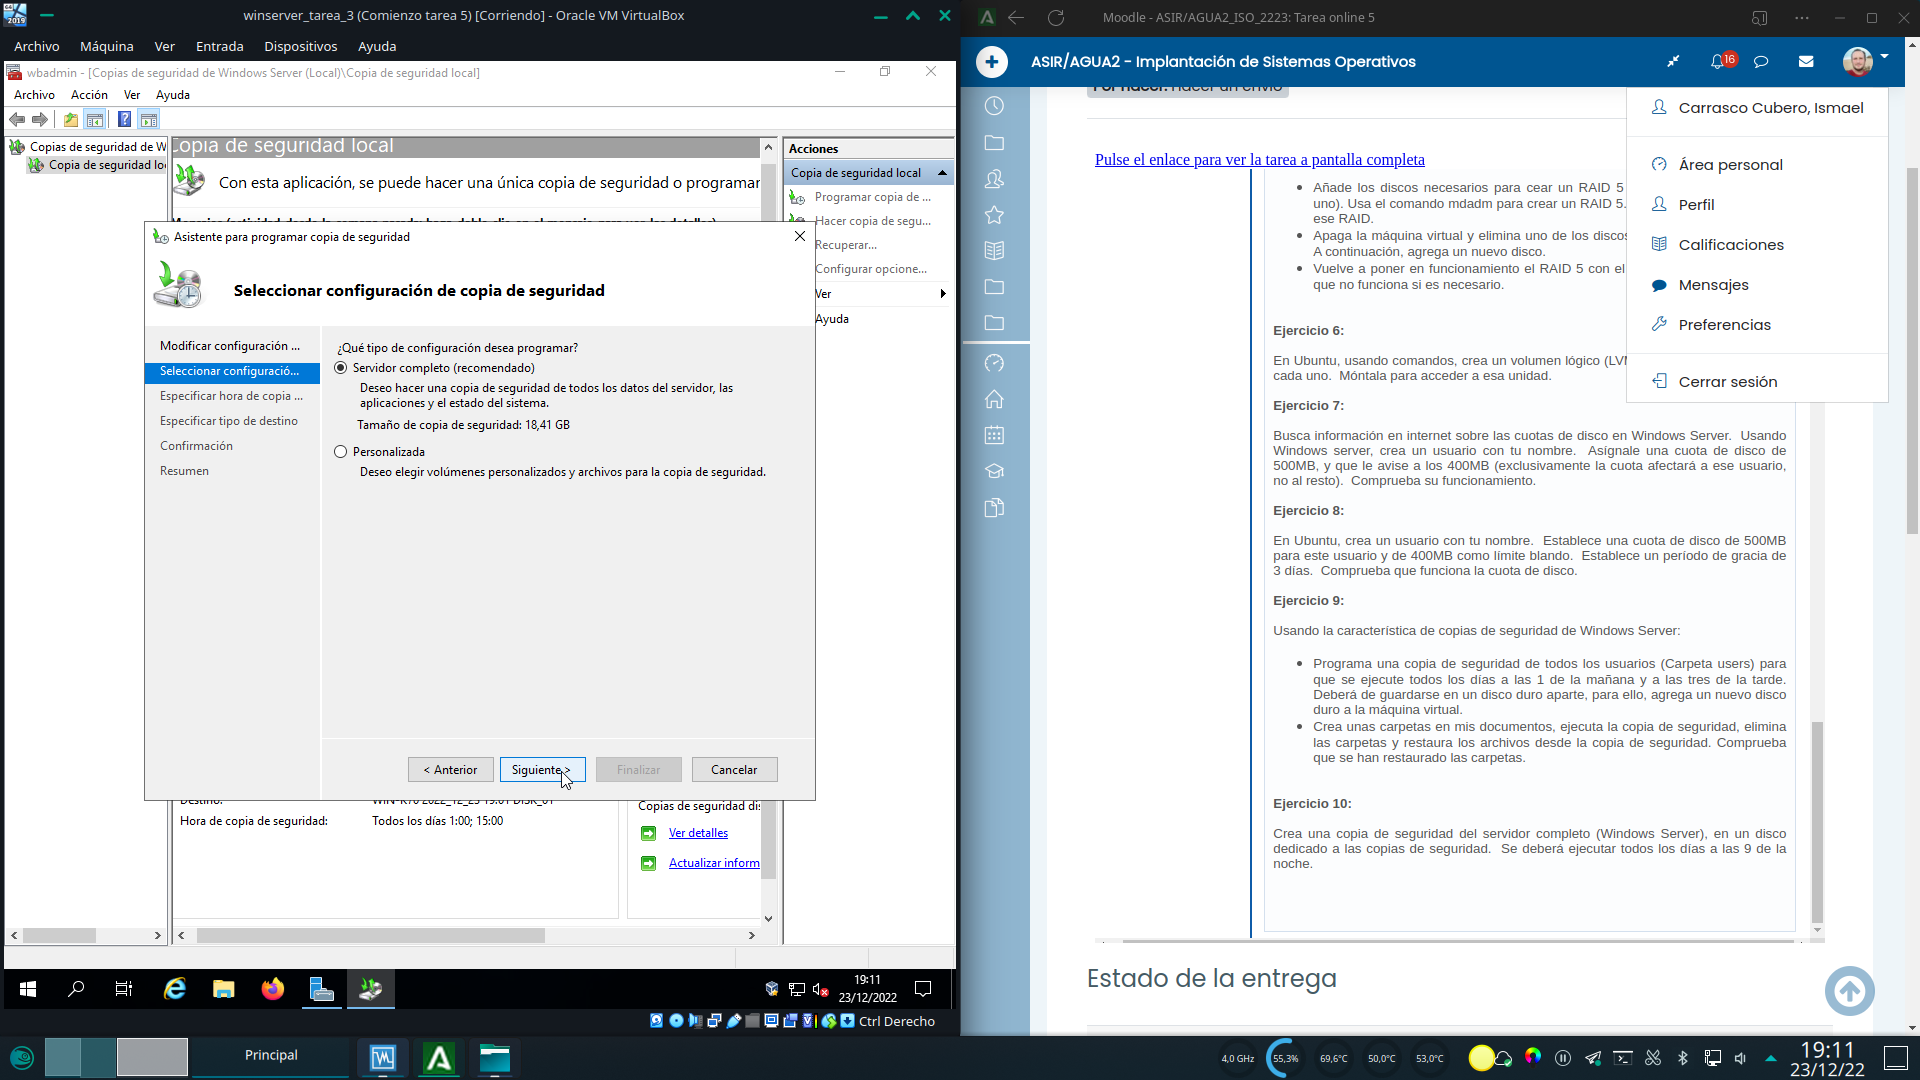 winserver_tarea_3 (Comienzo tarea 5) [Corriendo] - Oracle VM VirtualBox
Archivo Máquina Ver Entrada Dispositivos Ayuda
wbadmin - [Copias de seguridad de Windows Server (Local)\Copia de seguridad local]
Archivo Acción Ver Ayuda
Copias de seguridad de W
Copia de seguridad lo
Copia de seguridad local
Con esta aplicación, se puede hacer una única copia de seguridad o programar
Acciones
Copia de seguridad local
Programar copia de ...
Hacer copia de segu...
Recuperar...
Configurar opcione...
Ver
Ayuda
Asistente para programar copia de seguridad
Seleccionar configuración de copia de seguridad
Modificar configuración ...
Seleccionar configuració...
Especificar hora de copia ...
Especificar tipo de destino
Confirmación
Resumen
¿Qué tipo de configuración desea programar?
Servidor completo (recomendado)
Deseo hacer una copia de seguridad de todos los datos del servidor, las
aplicaciones y el estado del sistema.
Tamaño de copia de seguridad: 18,41 GB
Personalizada
Deseo elegir volúmenes personalizados y archivos para la copia de seguridad.
< Anterior
Siguiente >
Finalizar
Cancelar
Hora de copia de seguridad: Todos los días 1:00; 15:00
Copias de seguridad di
Ver detalles
Actualizar inform
19:11
23/12/2022
Ctrl Derecho
Moodle - ASIR/AGUA2_ISO_2223: Tarea online 5
ASIR/AGUA2 - Implantación de Sistemas Operativos
16
Por hacer: Hacer un envío
Pulse el enlace para ver la tarea a pantalla completa
Carrasco Cubero, Ismael
Área personal
Perfil
Calificaciones
Mensajes
Preferencias
Cerrar sesión
Añade los discos necesarios para cear un RAID 5
uno). Usa el comando mdadm para crear un RAID 5.
ese RAID.
Apaga la máquina virtual y elimina uno de los discos
A continuación, agrega un nuevo disco.
Vuelve a poner en funcionamiento el RAID 5 con el
que no funciona si es necesario.
Ejercicio 6:
En Ubuntu, usando comandos, crea un volumen lógico (LVM
cada uno. Móntala para acceder a esa unidad.
Ejercicio 7:
Busca información en internet sobre las cuotas de disco en Windows Server. Usando
Windows server, crea un usuario con tu nombre. Asígnale una cuota de disco de
500MB, y que le avise a los 400MB (exclusivamente la cuota afectará a ese usuario,
no al resto). Comprueba su funcionamiento.
Ejercicio 8:
En Ubuntu, crea un usuario con tu nombre. Establece una cuota de disco de 500MB
para este usuario y de 400MB como límite blando. Establece un período de gracia de
3 días. Comprueba que funciona la cuota de disco.
Ejercicio 9:
Usando la característica de copias de seguridad de Windows Server:
Programa una copia de seguridad de todos los usuarios (Carpeta users) para
que se ejecute todos los días a las 1 de la mañana y a las tres de la tarde.
Deberá de guardarse en un disco duro aparte, para ello, agrega un nuevo disco
duro a la máquina virtual.
Crea unas carpetas en mis documentos, ejecuta la copia de seguridad, elimina
las carpetas y restaura los archivos desde la copia de seguridad. Comprueba
que se han restaurado las carpetas.
Ejercicio 10:
Crea una copia de seguridad del servidor completo (Windows Server), en un disco
dedicado a las copias de seguridad. Se deberá ejecutar todos los días a las 9 de la
noche.
Estado de la entrega
Principal
4,0 GHz
55,3%
69,6°C
50,0°C
53,0°C
19:11
23/12/22